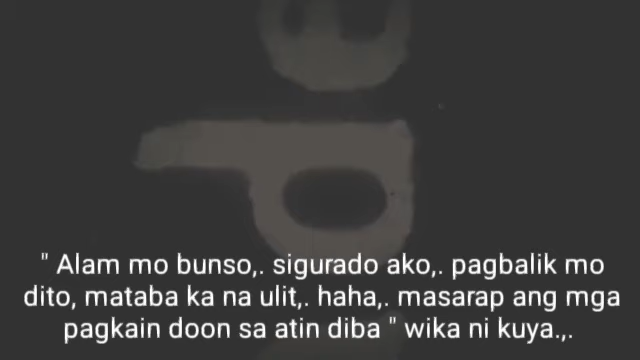 " Alam mo bunso,. sigurado ako,. pagbalik mo
dito, mataba ka na ulit,. haha,. masarap ang mga
pagkain doon sa atin diba " wika ni kuya.,.